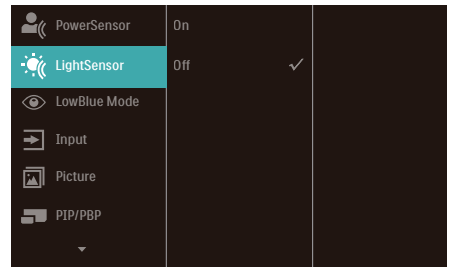 PowerSensor
On
LightSensor
Off
LowBlue Mode
Input
Picture
PIP/PBP